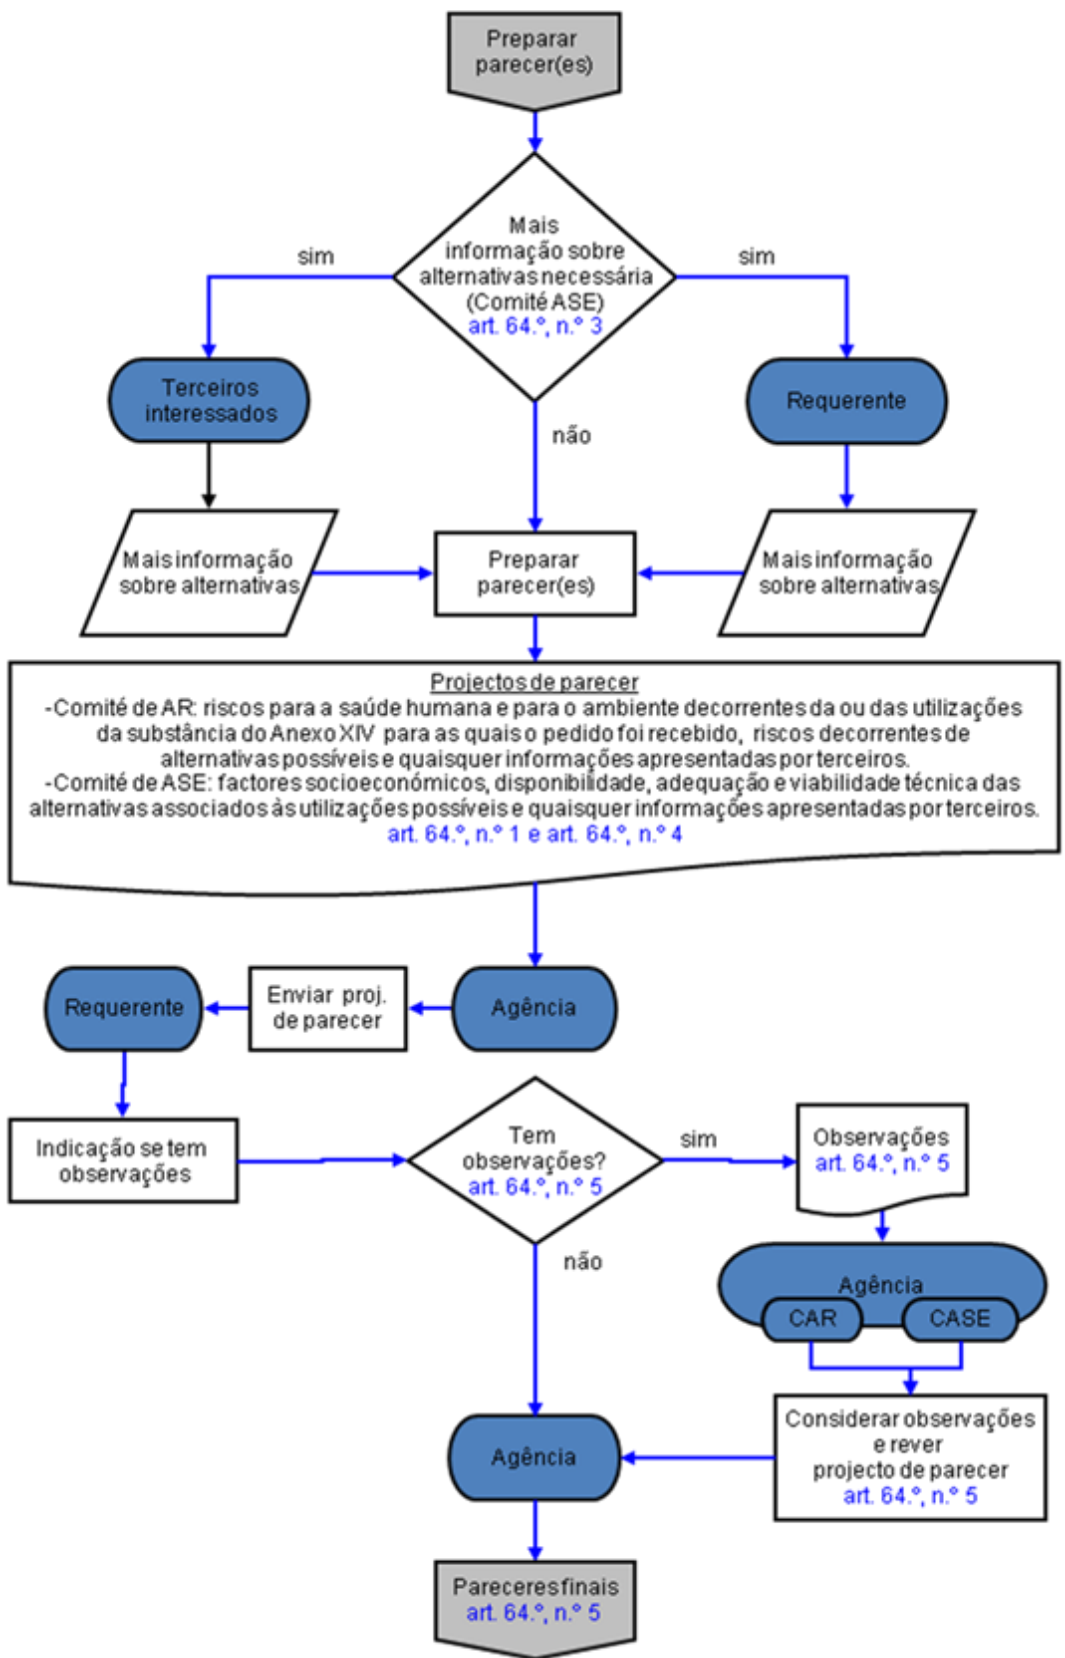 Preparar
parecer(es)
Mais
informação sobre
alternativas necessária
(Comité ASE)
art. 64.º, n.º 3
sim
sim
Terceiros
interessados
Requerente
não
Mais informação
sobre alternativas
Preparar
parecer(es)
Mais informação
sobre alternativas
Projectos de parecer
-Comité de AR: riscos para a saúde humana e para o ambiente decorrentes da ou das utilizações
da substância do Anexo XIV para as quais o pedido foi recebido, riscos decorrentes de
alternativas possíveis e quaisquer informações apresentadas por terceiros.
-Comité de ASE: factores socioeconómicos, disponibilidade, adequação e viabilidade técnica das
alternativas associados às utilizações possíveis e quaisquer informações apresentadas por terceiros.
art. 64.º, n.º 1 e art. 64.º, n.º 4
Requerente
Enviar proj.
de parecer
Agência
Indicação se tem
observações
Tem
observações?
art. 64.º, n.º 5
sim
Observações
art. 64.º, n.º 5
não
Agência
CAR
CASE
Considerar observações
e rever
projecto de parecer
art. 64.º, n.º 5
Agência
Pareceres finais
art. 64.º, n.º 5